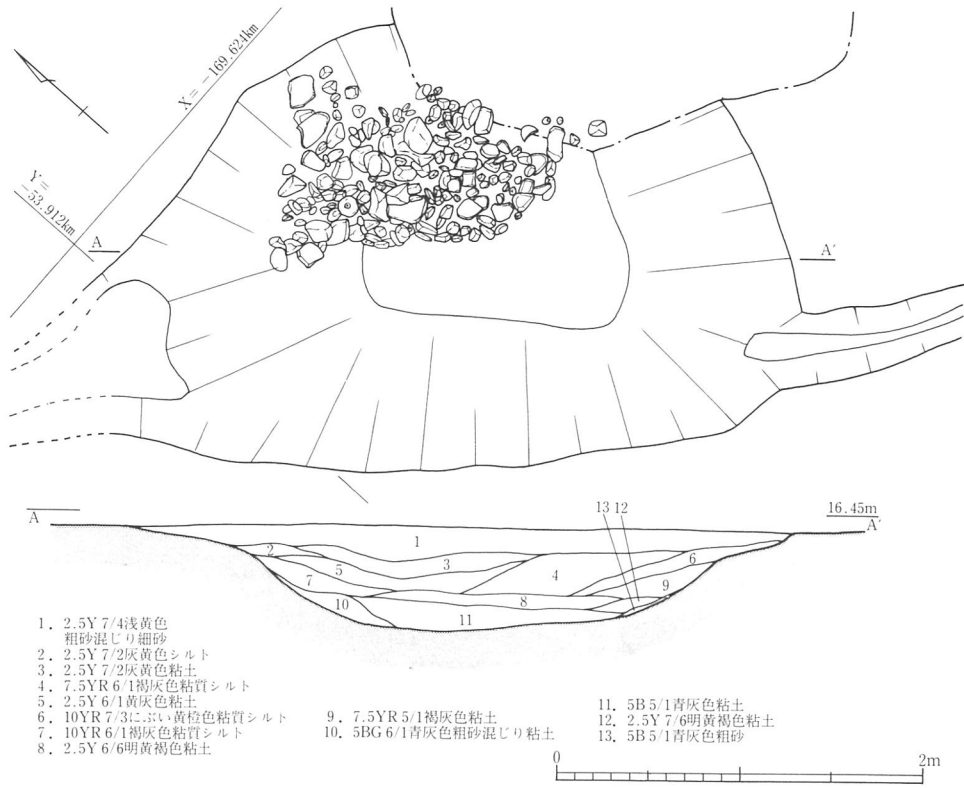 X= -169.624km
Y=
-53.912km
A
A′
A
16.45m
A′
13 12
1
2
3
4
5
6
7
8
9
10
11
1. 2.5Y 7/4浅黄色
粗砂混じり細砂
2. 2.5Y 7/2灰黄色シルト
3. 2.5Y 7/2灰黄色粘土
4. 7.5YR 6/1褐灰色粘質シルト
5. 2.5Y 6/1黄灰色粘土
6. 10YR 7/3にぶい黄橙色粘質シルト
7. 10YR 6/1褐灰色粘質シルト
8. 2.5Y 6/6明黄褐色粘土
9. 7.5YR 5/1褐灰色粘土
10. 5BG 6/1青灰色粗砂混じり粘土
11. 5B 5/1青灰色粘土
12. 2.5Y 7/6明黄褐色粘土
13. 5B 5/1青灰色粗砂
0 2m